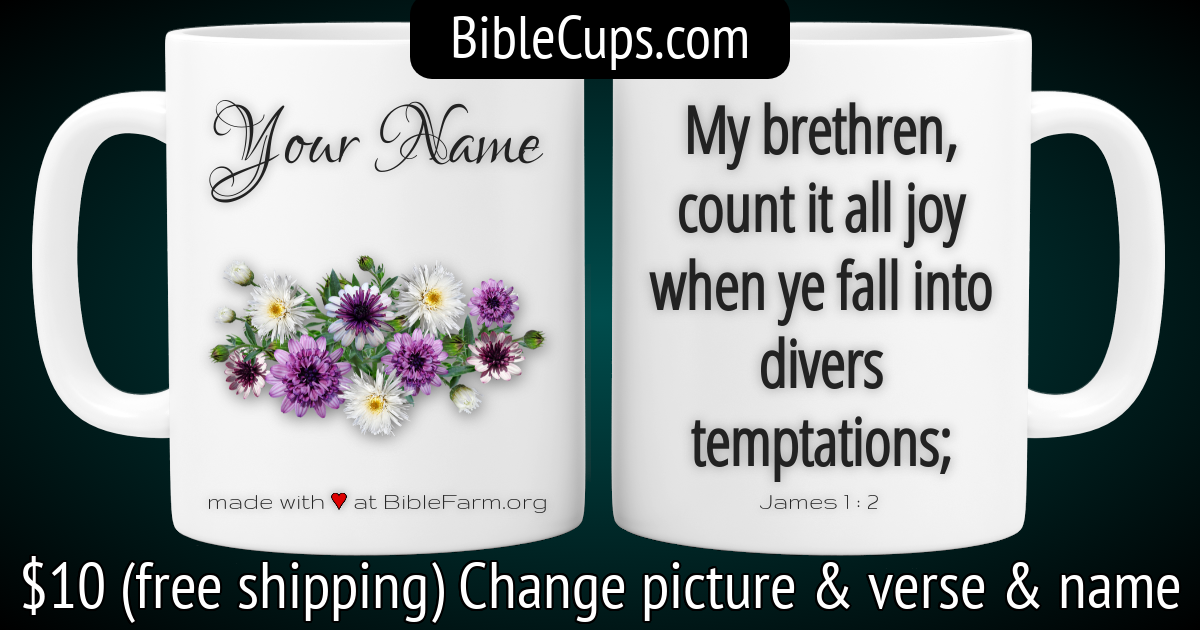 BibleCups.com
Your Name
made with ♥ at BibleFarm.org
My brethren,
count it all joy
when ye fall into
divers
temptations;
James 1 : 2
$10 (free shipping) Change picture & verse & name